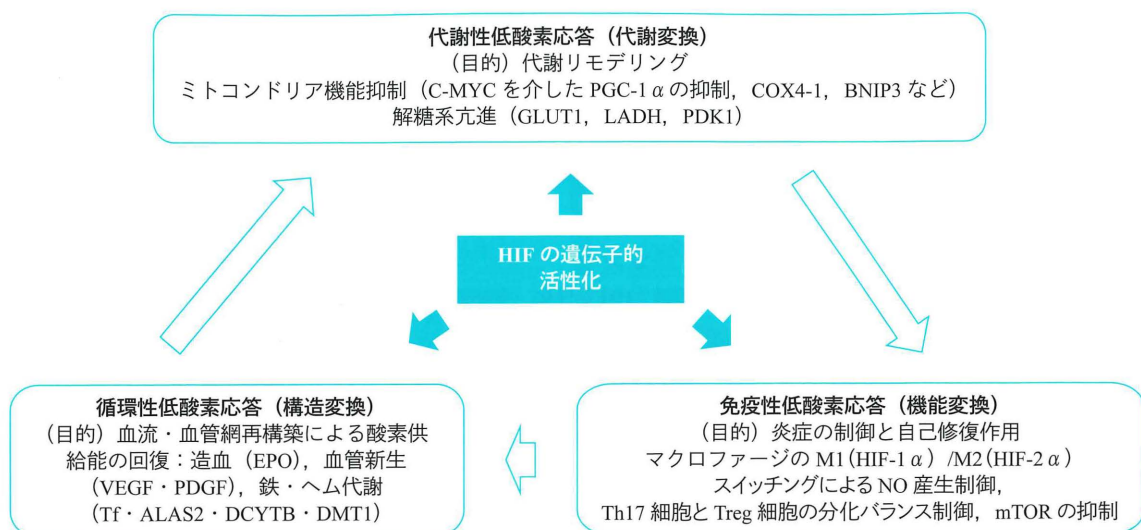 代謝性低酸素応答（代謝変換）
（目的）代謝リモデリング
ミトコンドリア機能抑制（C-MYC を介した PGC-1 α の抑制，COX4-1，BNIP3 など）
解糖系亢進（GLUT1，LADH，PDK1）
HIF の遺伝子的
活性化
循環性低酸素応答（構造変換）
（目的）血流・血管網再構築による酸素供
給能の回復：造血（EPO），血管新生
（VEGF・PDGF），鉄・ヘム代謝
（Tf・ALAS2・DCYTB・DMT1）
免疫性低酸素応答（機能変換）
（目的）炎症の制御と自己修復作用
マクロファージの M1(HIF-1 α）/M2(HIF-2 α）
スイッチングによる NO 産生制御，
Th17 細胞と Treg 細胞の分化バランス制御，mTOR の抑制